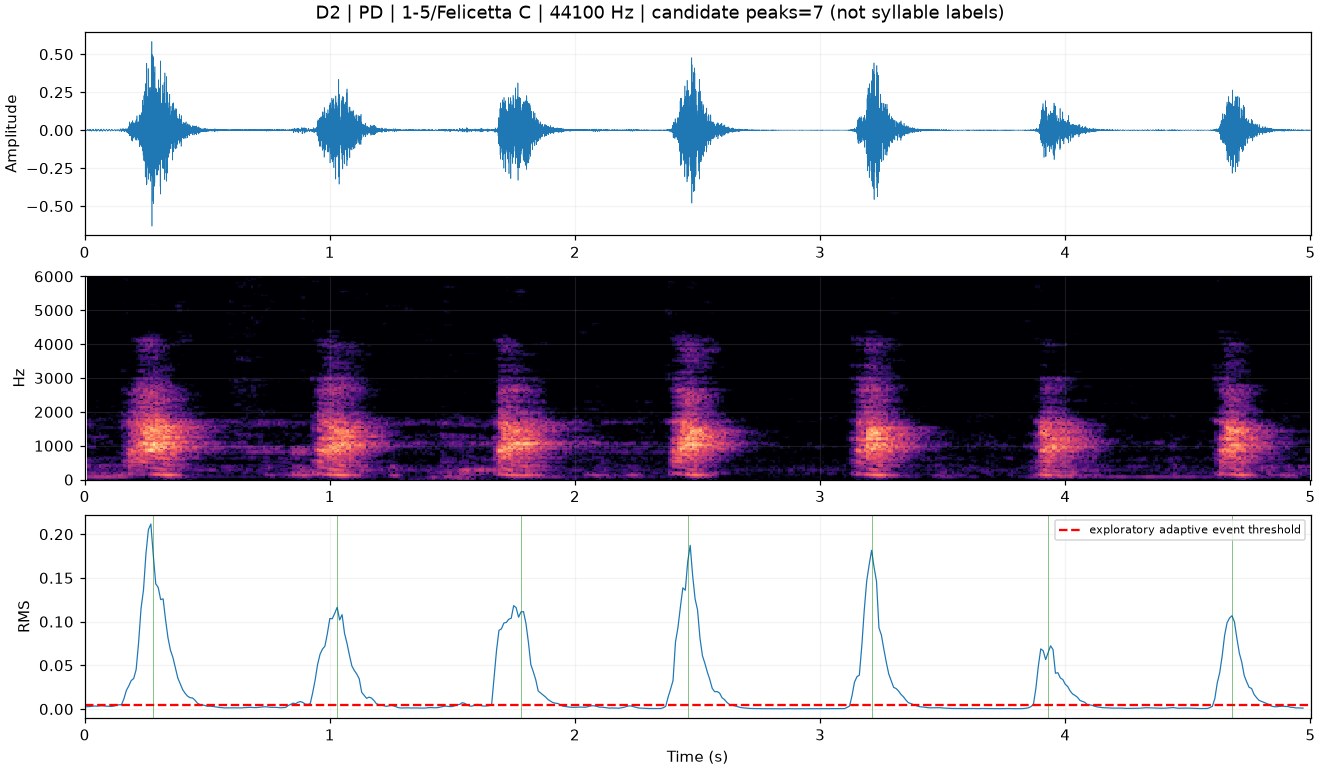 D2 | PD | 1-5/Felicetta C | 44100 Hz | candidate peaks=7 (not syllable labels)
Amplitude
0.50
0.25
0.00
−0.25
−0.50
0 1 2 3 4 5
Hz
6000
5000
4000
3000
2000
1000
0
0 1 2 3 4 5
RMS
0.20
0.15
0.10
0.05
0.00
exploratory adaptive event threshold
0 1 2 3 4 5
Time (s)